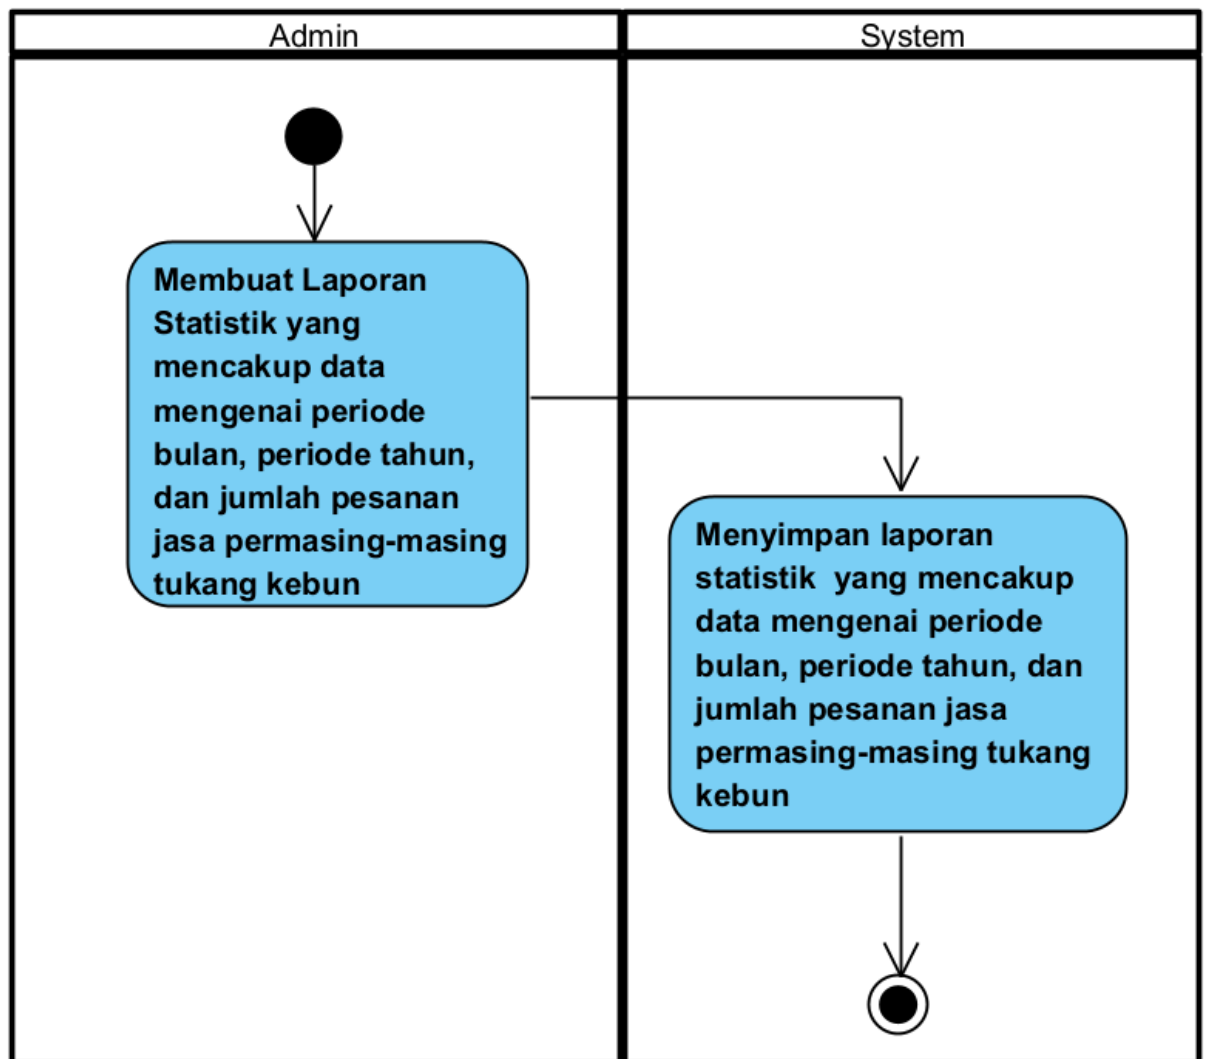 Admin
System
Membuat Laporan
Statistik yang
mencakup data
mengenai periode
bulan, periode tahun,
dan jumlah pesanan
jasa permasing-masing
tukang kebun
Menyimpan laporan
statistik  yang mencakup
data mengenai periode
bulan, periode tahun, dan
jumlah pesanan jasa
permasing-masing tukang
kebun